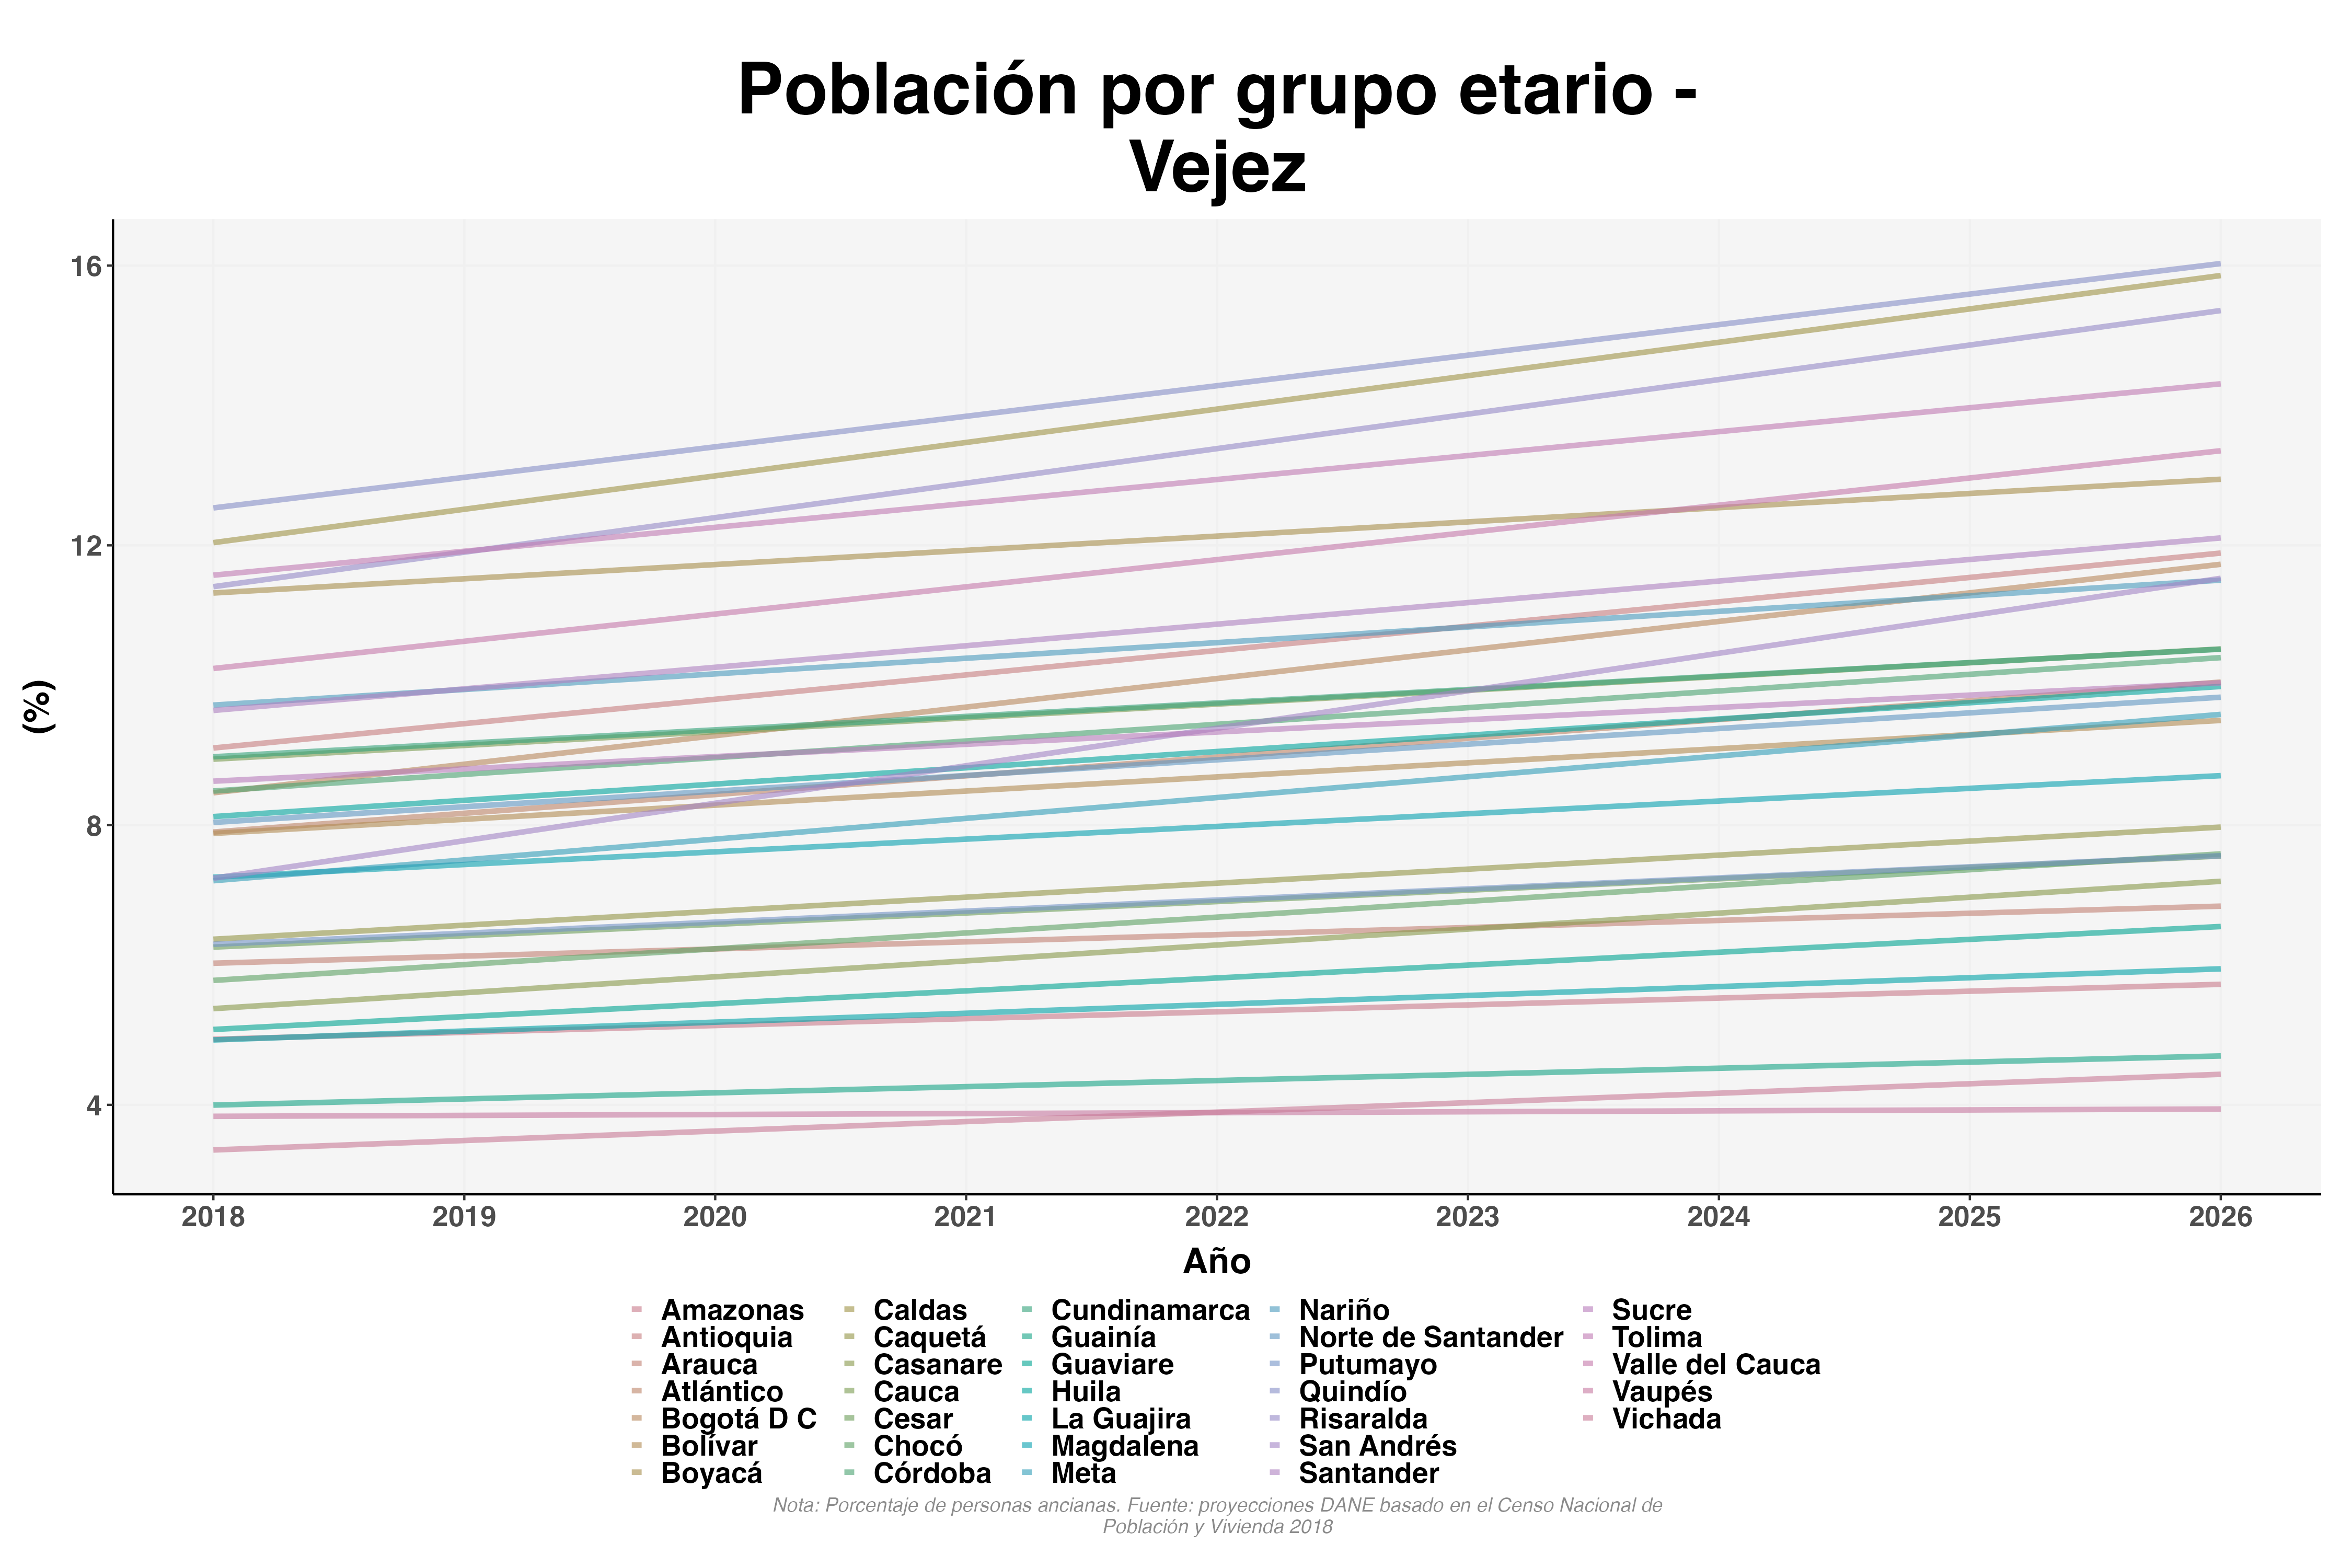 Población por grupo etario -
Vejez
16
12
8
4
(%)
2018 2019 2020 2021 2022 2023 2024 2025 2026
Año
Amazonas
Antioquia
Arauca
Atlántico
Bogotá D C
Bolívar
Boyacá
Caldas
Caquetá
Casanare
Cauca
Cesar
Chocó
Córdoba
Cundinamarca
Guainía
Guaviare
Huila
La Guajira
Magdalena
Meta
Nariño
Norte de Santander
Putumayo
Quindío
Risaralda
San Andrés
Santander
Sucre
Tolima
Valle del Cauca
Vaupés
Vichada
Nota: Porcentaje de personas ancianas. Fuente: proyecciones DANE basado en el Censo Nacional de
Población y Vivienda 2018